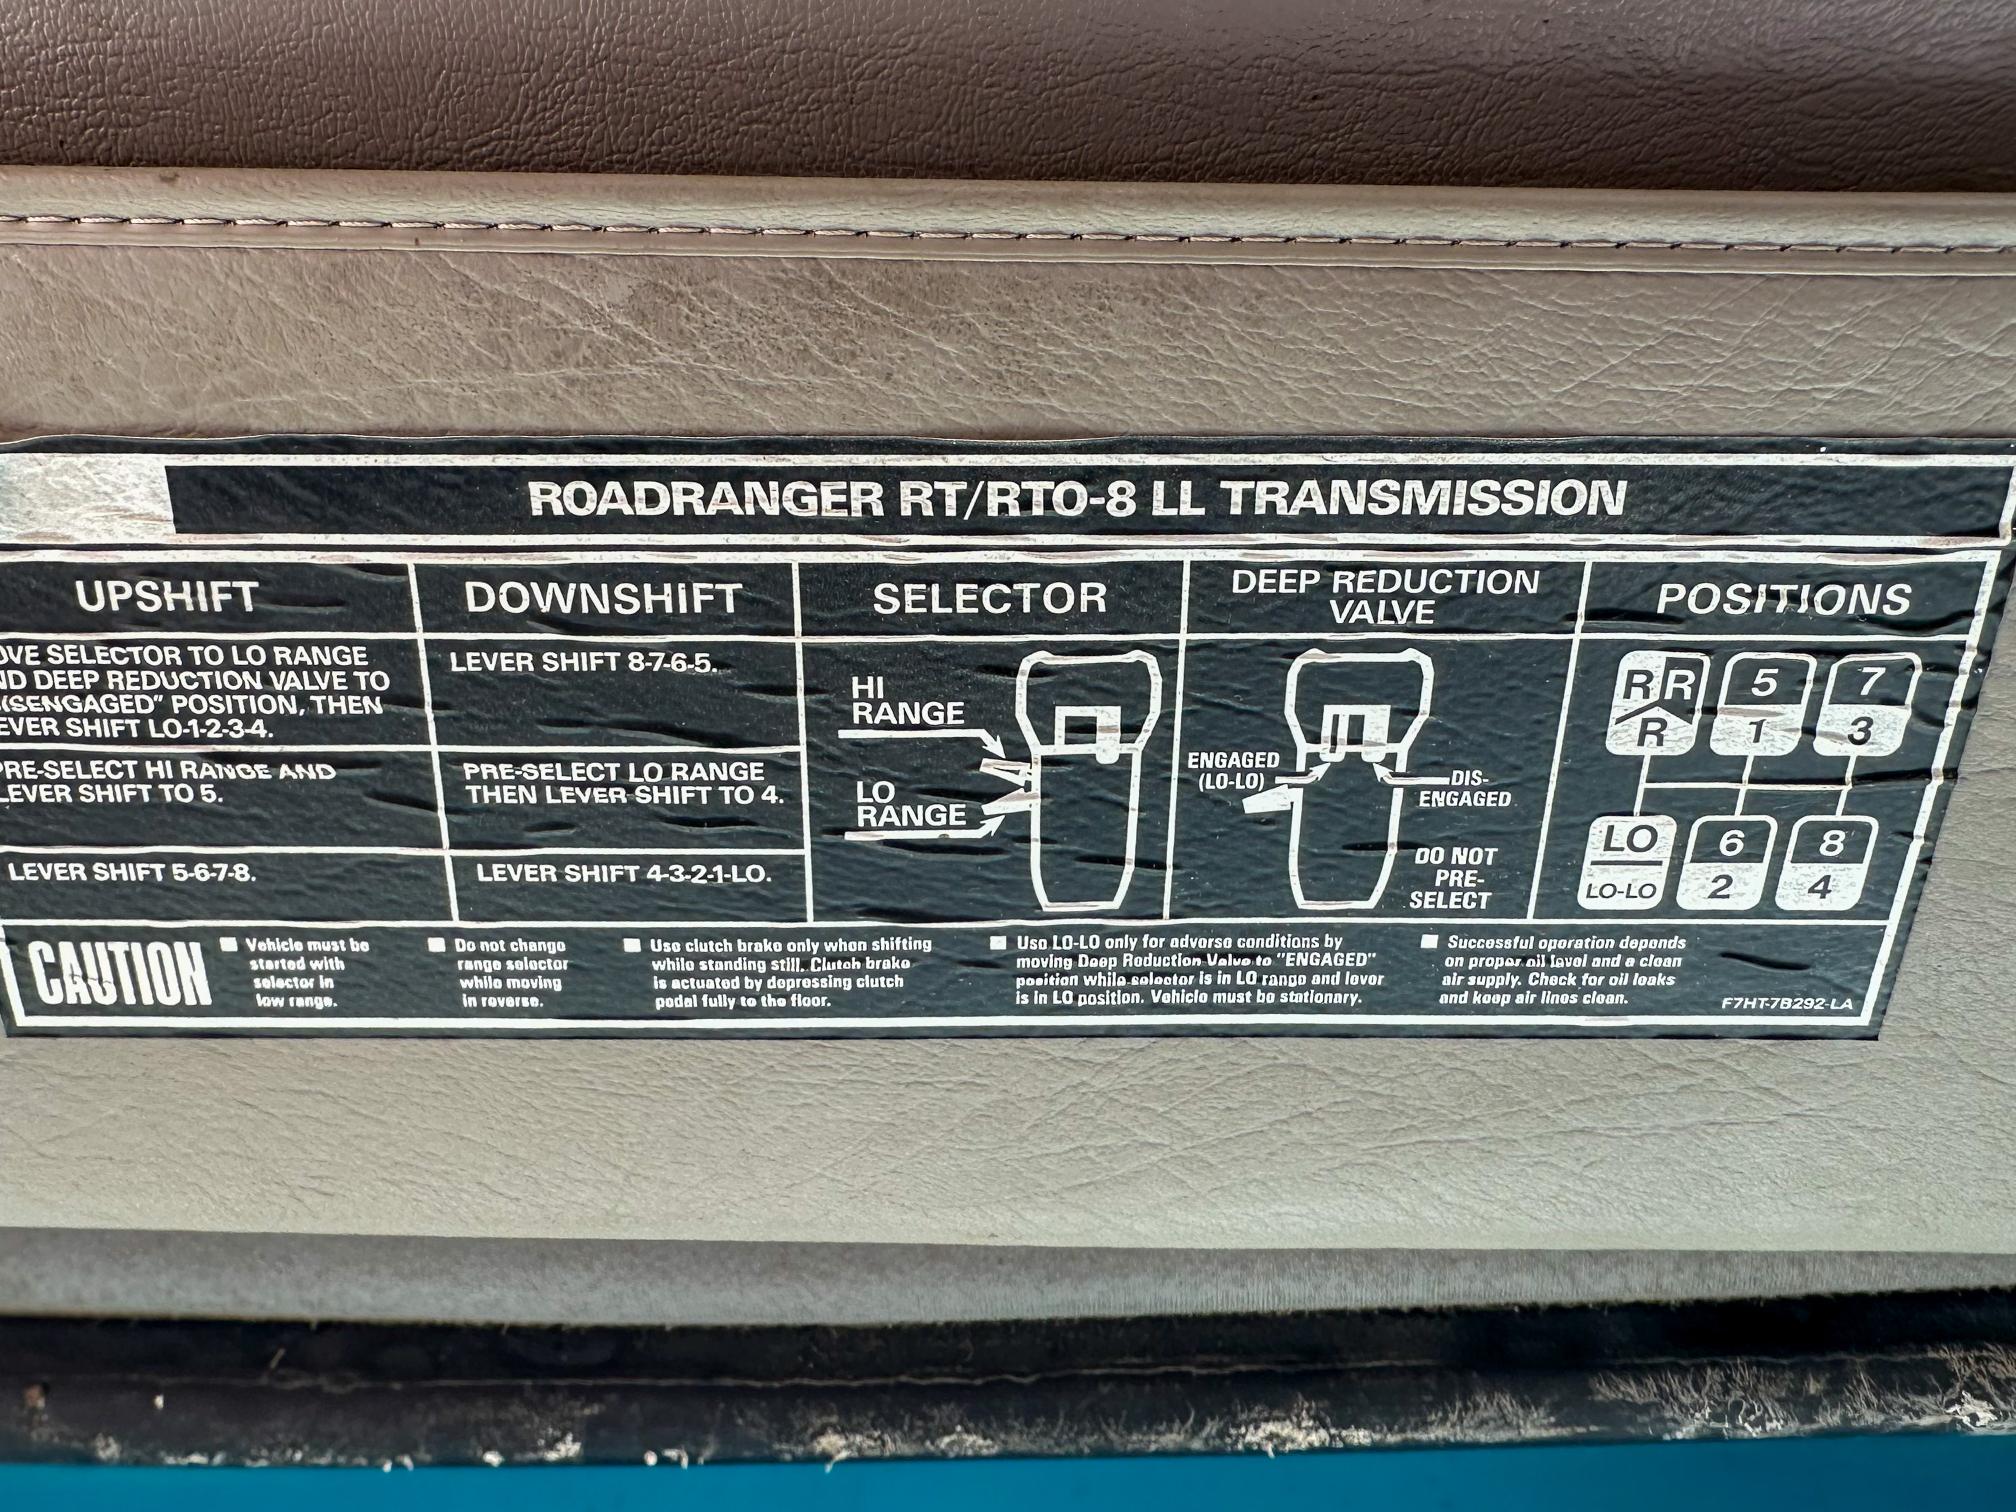 ROADRANGER RT/RTO-8 LL TRANSMISSION
UPSHIFT
OVE SELECTOR TO LO RANGE
ND DEEP REDUCTION VALVE TO
ISENGAGED" POSITION, THEN
EVER SHIFT LO-1-2-3-4.
PRE-SELECT HI RANGE AND
LEVER SHIFT TO 5.
LEVER SHIFT 5-6-7-8.
DOWNSHIFT
LEVER SHIFT 8-7-6-5.
PRE-SELECT LO RANGE
THEN LEVER SHIFT TO 4.
LEVER SHIFT 4-3-2-1-LO.
SELECTOR
HI
RANGE
LO
RANGE
DEEP REDUCTION
VALVE
ENGAGED
(LO-LO)
DIS-
ENGAGED
DO NOT
PRE-
SELECT
POSITIONS
R R 5 7
R 1 3
LO 6 8
LO-LO 2 4
CAUTION
Vehicle must be
started with
selector in
low range.
Do not change
range selector
while moving
in reverse.
Use clutch brake only when shifting
while standing still. Clutch brake
is actuated by depressing clutch
pedal fully to the floor.
Use LO-LO only for adverse conditions by
moving Deep Reduction Valve to "ENGAGED"
position while selector is in LO range and lever
is in LO position. Vehicle must be stationary.
Successful operation depends
on proper oil level and a clean
air supply. Check for oil leaks
and keep air lines clean.
F7HT-7B292-LA